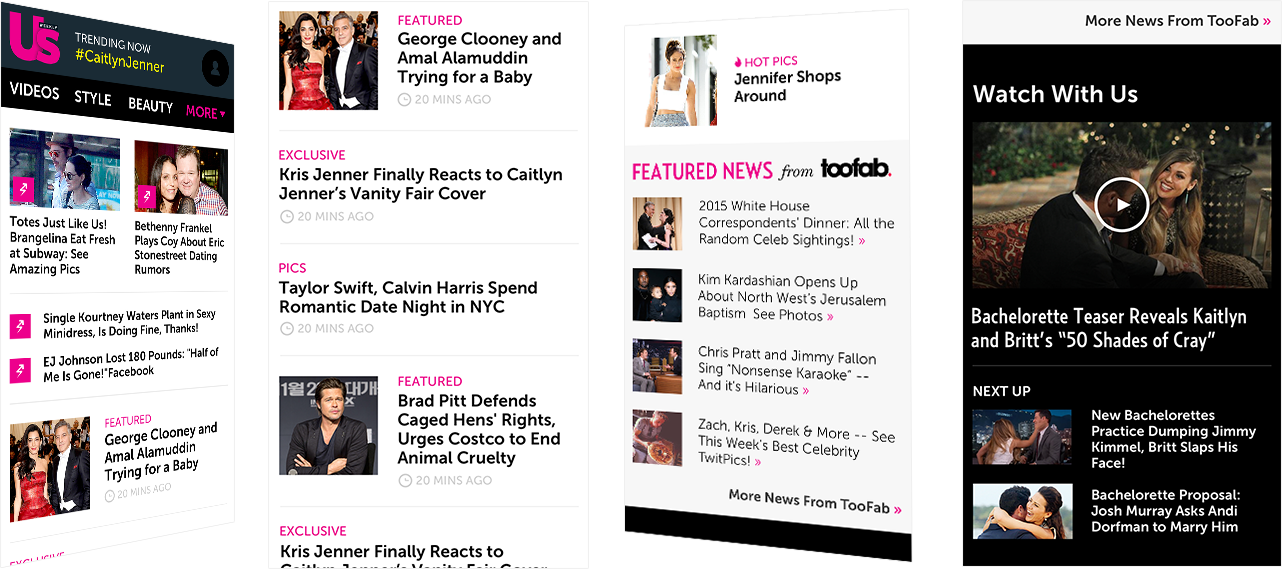 Us
WEEKLY
TRENDING NOW
#CaitlynJenner
VIDEOS STYLE BEAUTY MORE ▾
Totes Just Like Us!
Brangelina Eat Fresh
at Subway: See
Amazing Pics
Bethenny Frankel
Plays Coy About Eric
Stonestreet Dating
Rumors
Single Kourtney Waters Plant in Sexy
Minidress, Is Doing Fine, Thanks!
EJ Johnson Lost 180 Pounds: "Half of
Me Is Gone!"Facebook
FEATURED
George Clooney and
Amal Alamuddin
Trying for a Baby
20 MINS AGO
EXCLUSIVE
FEATURED
George Clooney and
Amal Alamuddin
Trying for a Baby
20 MINS AGO
EXCLUSIVE
Kris Jenner Finally Reacts to Caitlyn
Jenner’s Vanity Fair Cover
20 MINS AGO
PICS
Taylor Swift, Calvin Harris Spend
Romantic Date Night in NYC
20 MINS AGO
1월 2 대개
FEATURED
Brad Pitt Defends
Caged Hens' Rights,
Urges Costco to End
Animal Cruelty
20 MINS AGO
EXCLUSIVE
Kris Jenner Finally Reacts to
Caitlyn Jenner’s Vanity Fair Cover
HOT PICS
Jennifer Shops
Around
FEATURED NEWS from toofab.
2015 White House
Correspondents' Dinner: All the
Random Celeb Sightings! »
Kim Kardashian Opens Up
About North West’s Jerusalem
Baptism See Photos »
Chris Pratt and Jimmy Fallon
Sing “Nonsense Karaoke” --
And it's Hilarious »
Zach, Kris, Derek & More -- See
This Week's Best Celebrity
TwitPics! »
More News From TooFab »
More News From TooFab »
Watch With Us
Bachelorette Teaser Reveals Kaitlyn
and Britt’s “50 Shades of Cray”
NEXT UP
New Bachelorettes
Practice Dumping Jimmy
Kimmel, Britt Slaps His
Face!
Bachelorette Proposal:
Josh Murray Asks Andi
Dorfman to Marry Him